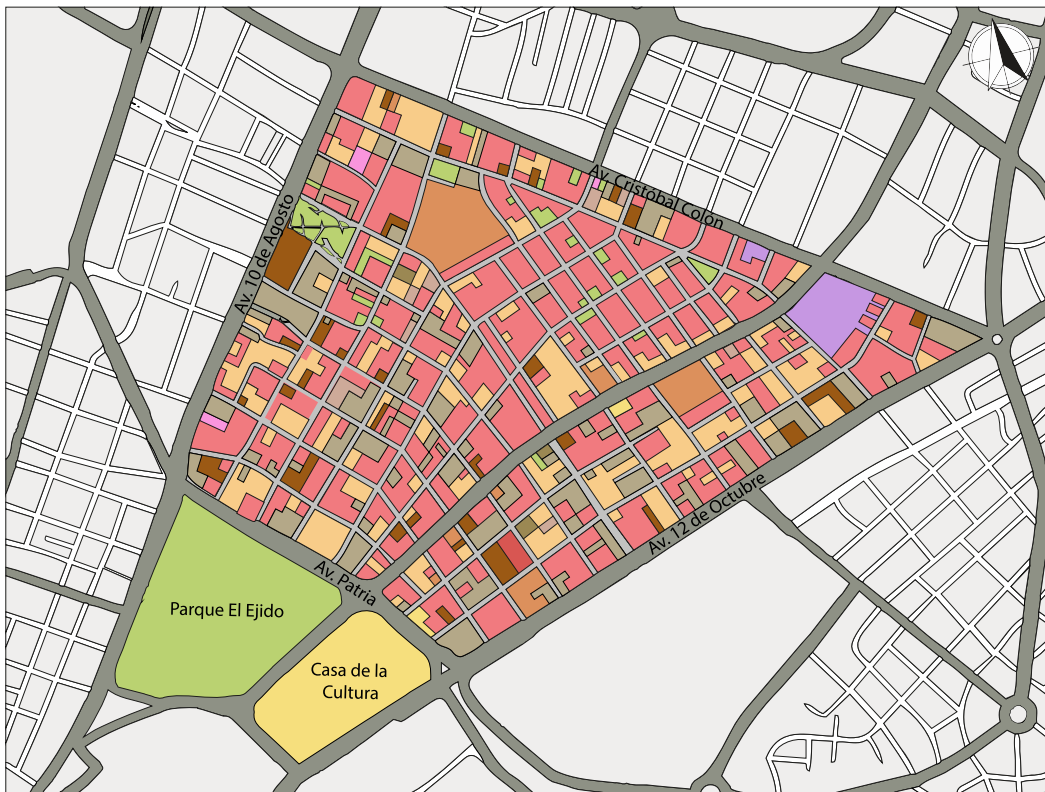 Av. Cristóbal Colón
Av. 10 de Agosto
Av. 12 de Octubre
Av. Patria
Parque El Ejido
Casa de la
Cultura